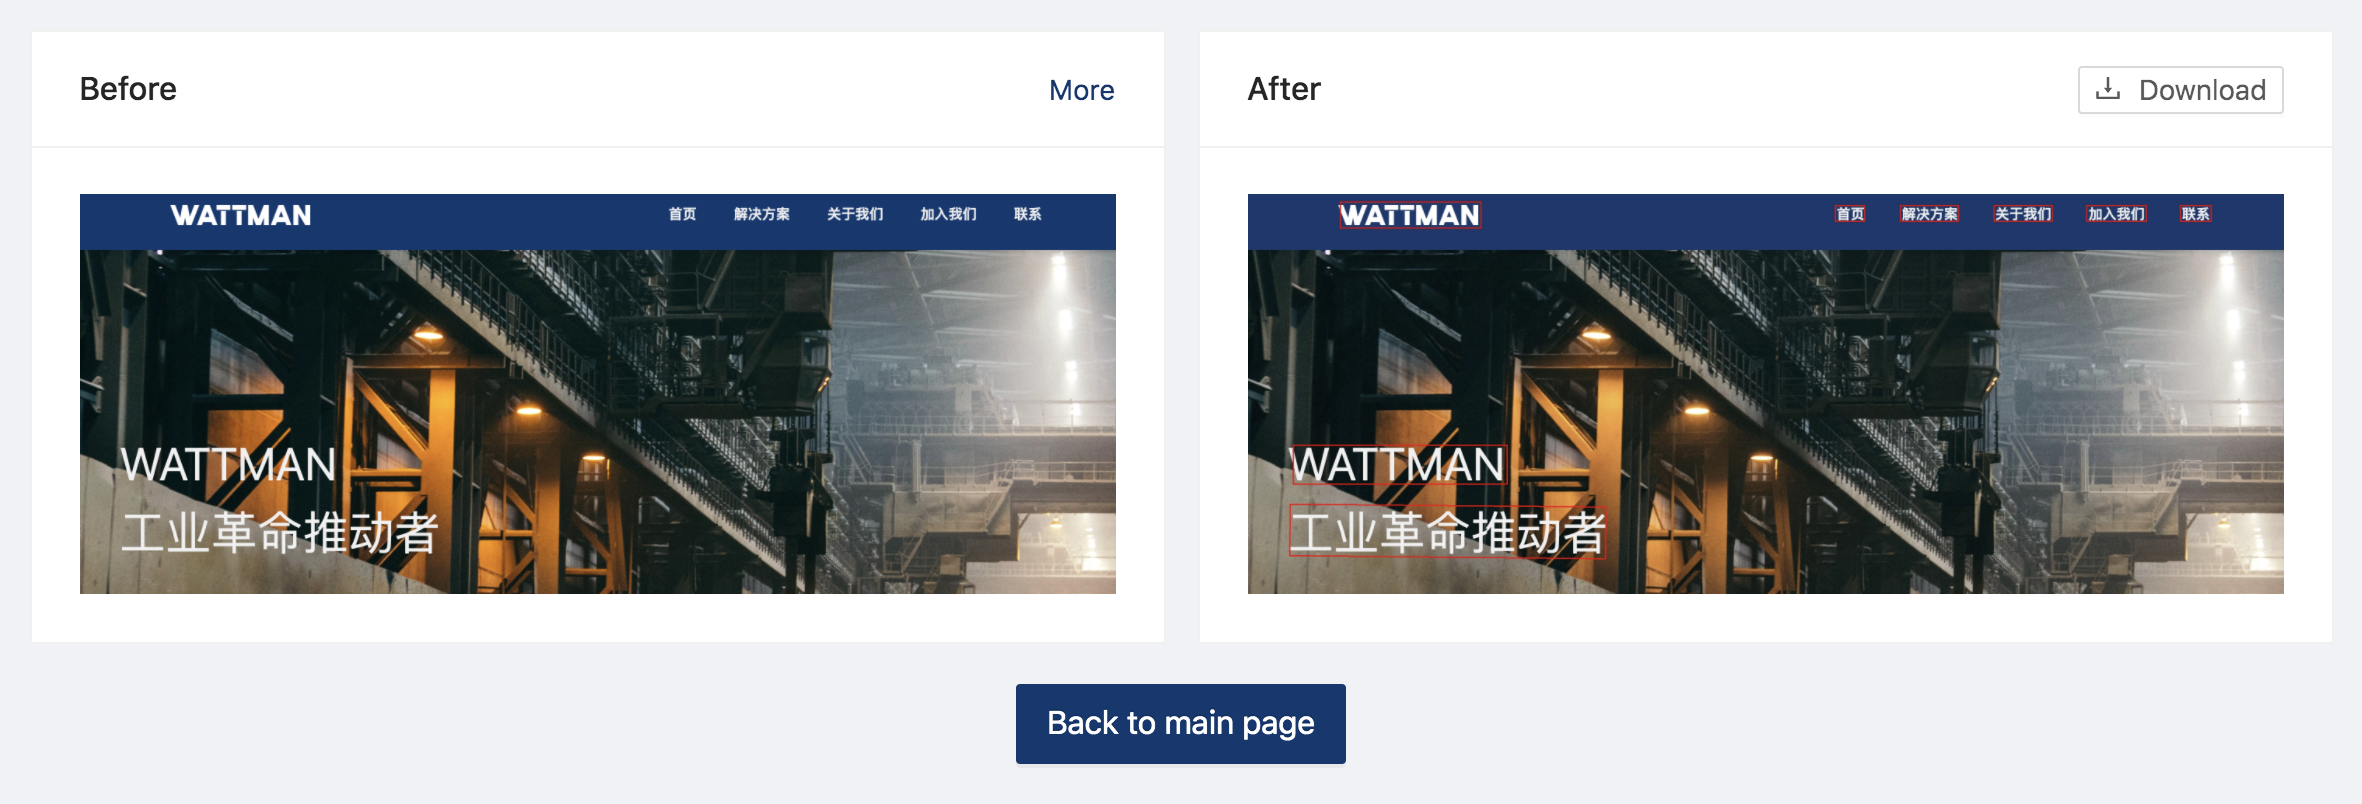 Before
More
WATTMAN
首页 解决方案 关于我们 加入我们 联系
WATTMAN
工业革命推动者
After
Download
WATTMAN
首页 解决方案 关于我们 加入我们 联系
WATTMAN
工业革命推动者
Back to main page